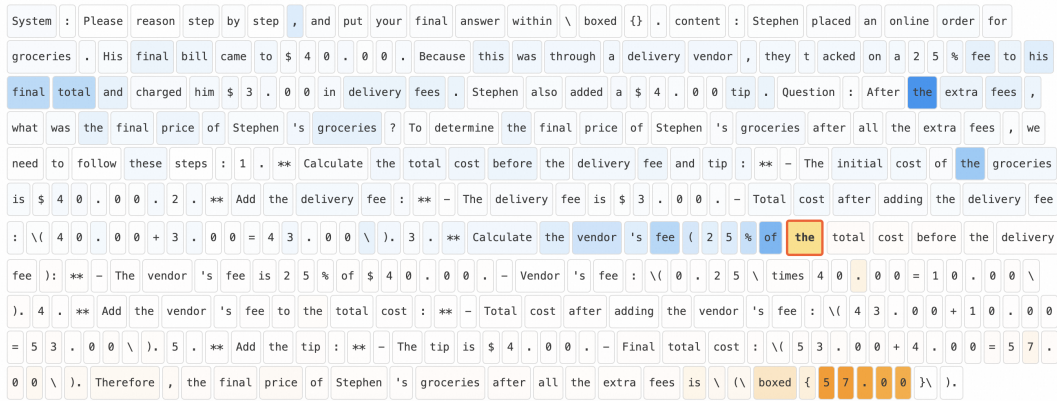 System : Please reason step by step , and put your final answer within \ boxed {} . content : Stephen placed an online order for
groceries . His final bill came to $ 4 0 . 0 0 . Because this was through a delivery vendor , they t acked on a 2 5 % fee to his
final total and charged him $ 3 . 0 0 in delivery fees . Stephen also added a $ 4 . 0 0 tip . Question : After the extra fees ,
what was the final price of Stephen 's groceries ? To determine the final price of Stephen 's groceries after all the extra fees , we
need to follow these steps : 1 . ** Calculate the total cost before the delivery fee and tip : ** - The initial cost of the groceries
is $ 4 0 . 0 0 . 2 . ** Add the delivery fee : ** - The delivery fee is $ 3 . 0 0 . - Total cost after adding the delivery fee
: \( 4 0 . 0 0 + 3 . 0 0 = 4 3 . 0 0 \ ). 3 . ** Calculate the vendor 's fee ( 2 5 % of the total cost before the delivery
fee ): ** - The vendor 's fee is 2 5 % of $ 4 0 . 0 0 . - Vendor 's fee : \( 0 . 2 5 \ times 4 0 . 0 0 = 1 0 . 0 0 \
). 4 . ** Add the vendor 's fee to the total cost : ** - Total cost after adding the vendor 's fee : \( 4 3 . 0 0 + 1 0 . 0 0
= 5 3 . 0 0 \ ). 5 . ** Add the tip : ** - The tip is $ 4 . 0 0 . - Final total cost : \( 5 3 . 0 0 + 4 . 0 0 = 5 7 .
0 0 \ ). Therefore , the final price of Stephen 's groceries after all the extra fees is \ (\ boxed { 5 7 . 0 0 }\ ).